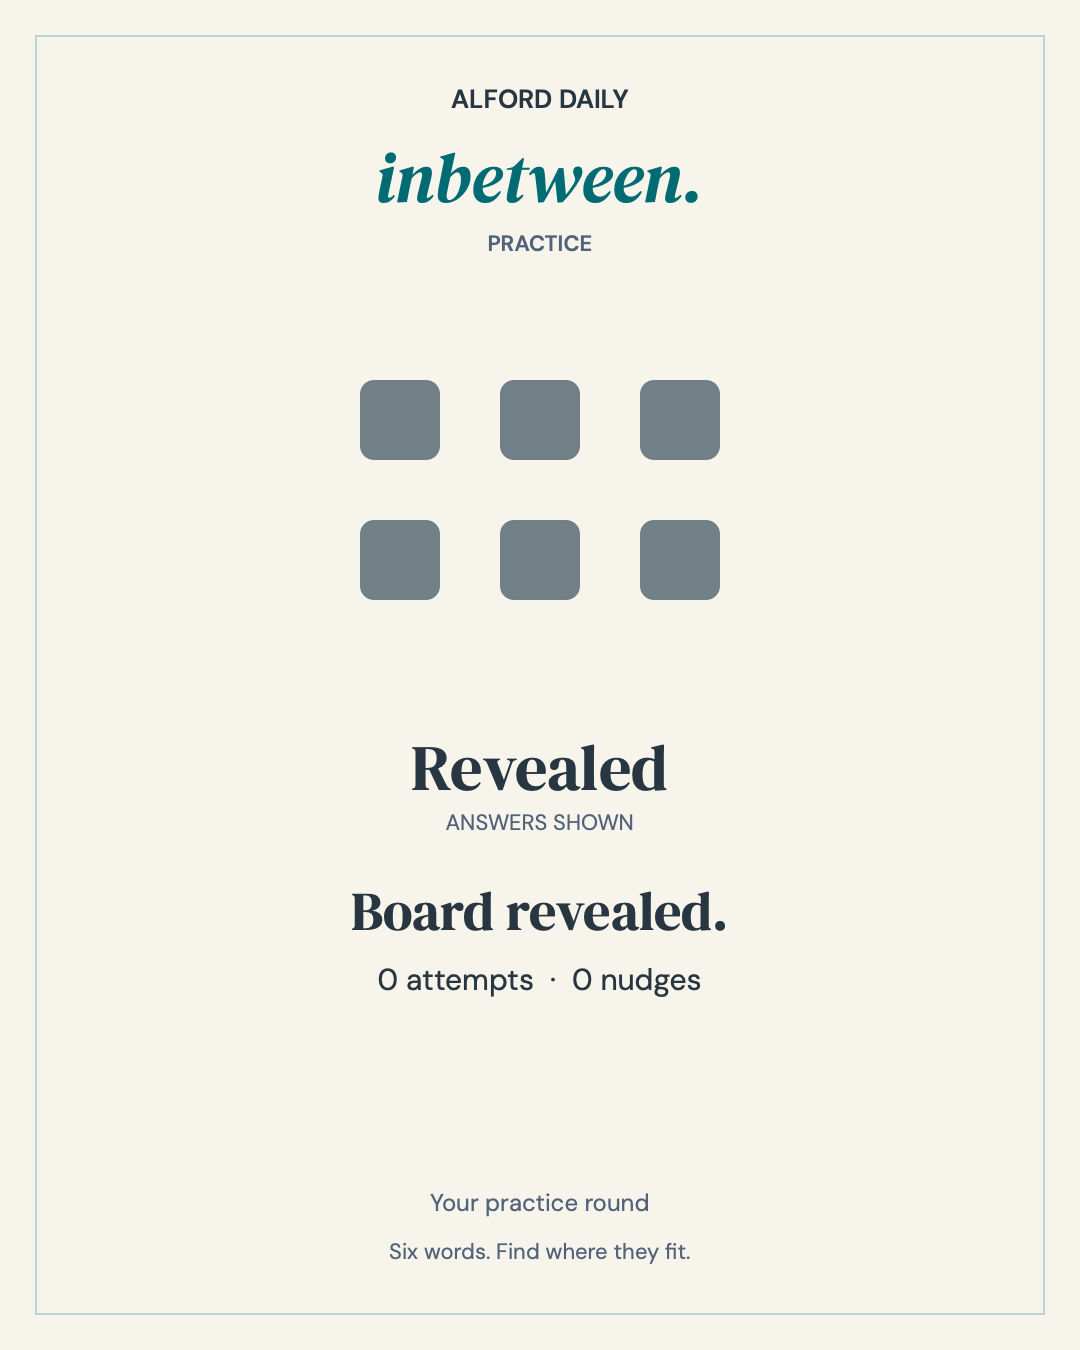 ALFORD DAILY
inbetween.
PRACTICE
Revealed
ANSWERS SHOWN
Board revealed.
0 attempts · 0 nudges
Your practice round
Six words. Find where they fit.